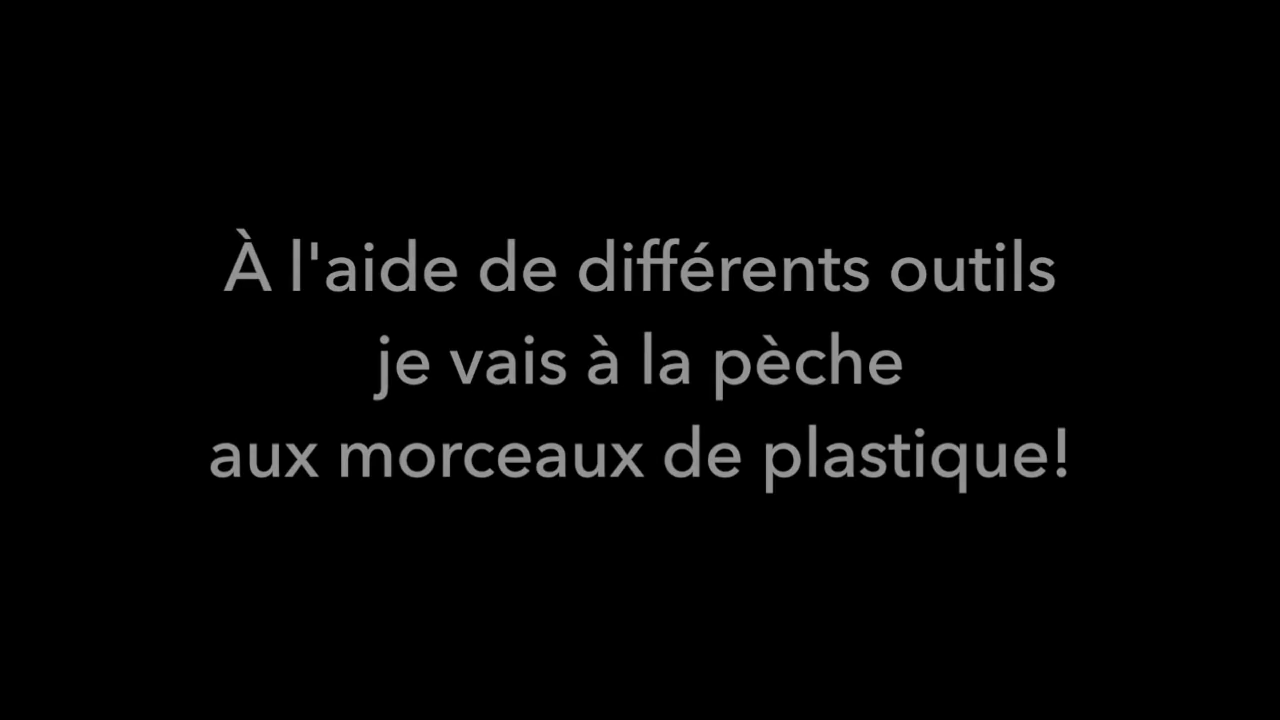 À l'aide de différents outils
je vais à la pèche
aux morceaux de plastique!